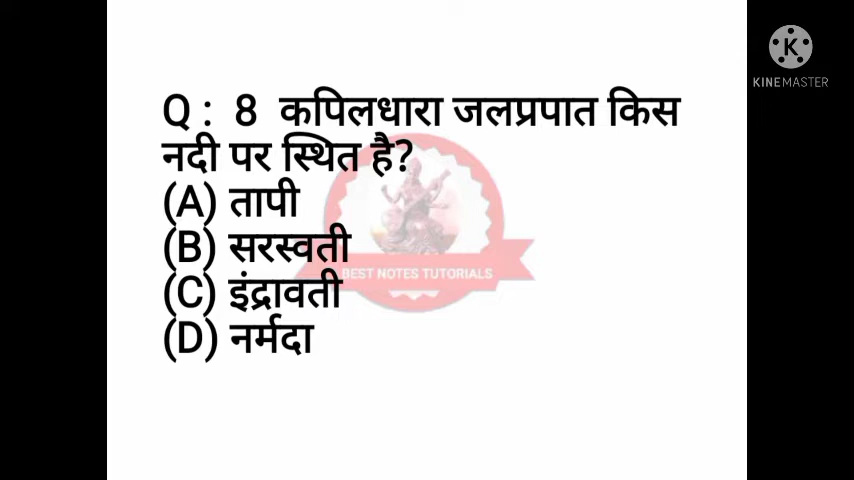 KINEMASTER
Q : 8 कपिलधारा जलप्रपात किस
नदी पर स्थित है?
(A) तापी
(B) सरस्वती
(C) इंद्रावती
(D) नर्मदा
BEST NOTES TUTORIALS